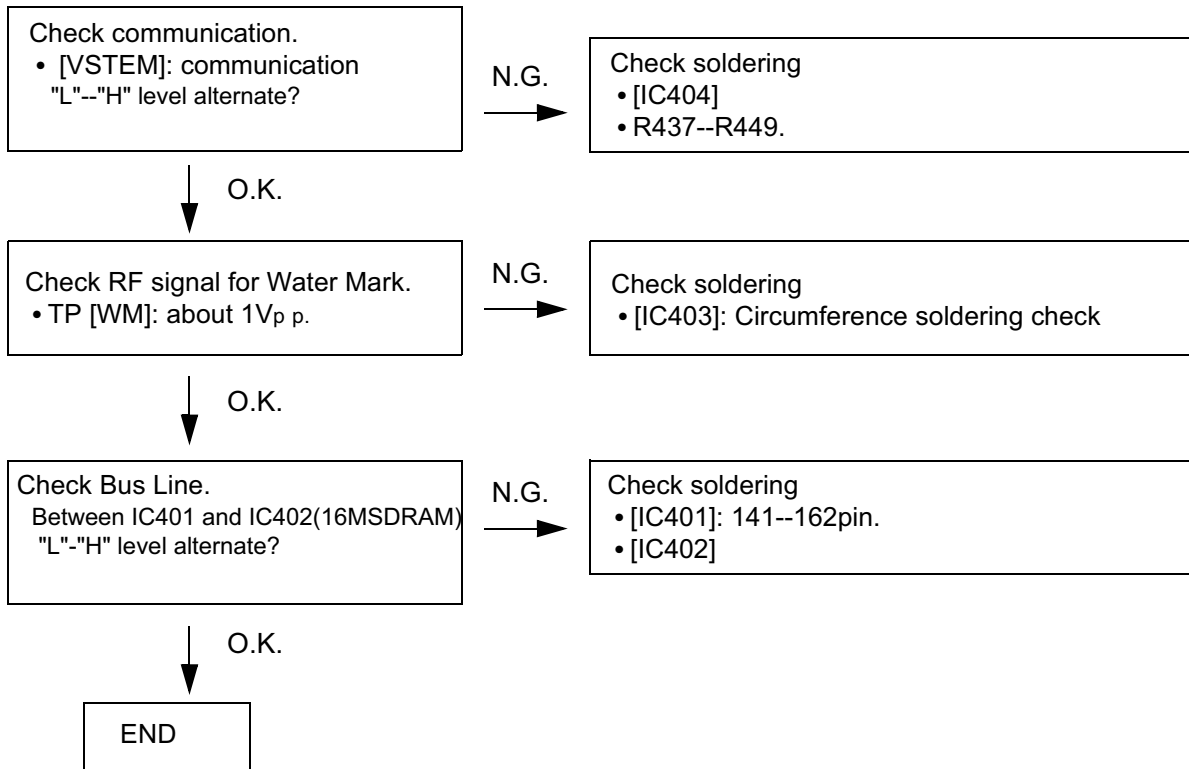 Check communication.
• [VSTEM]: communication
"L"--"H" level alternate?
N.G.
Check soldering
• [IC404]
• R437--R449.
O.K.
Check RF signal for Water Mark.
• TP [WM]: about 1Vp p.
N.G.
Check soldering
• [IC403]: Circumference soldering check
O.K.
Check Bus Line.
Between IC401 and IC402(16MSDRAM)
"L"-"H" level alternate?
N.G.
Check soldering
• [IC401]: 141--162pin.
• [IC402]
O.K.
END